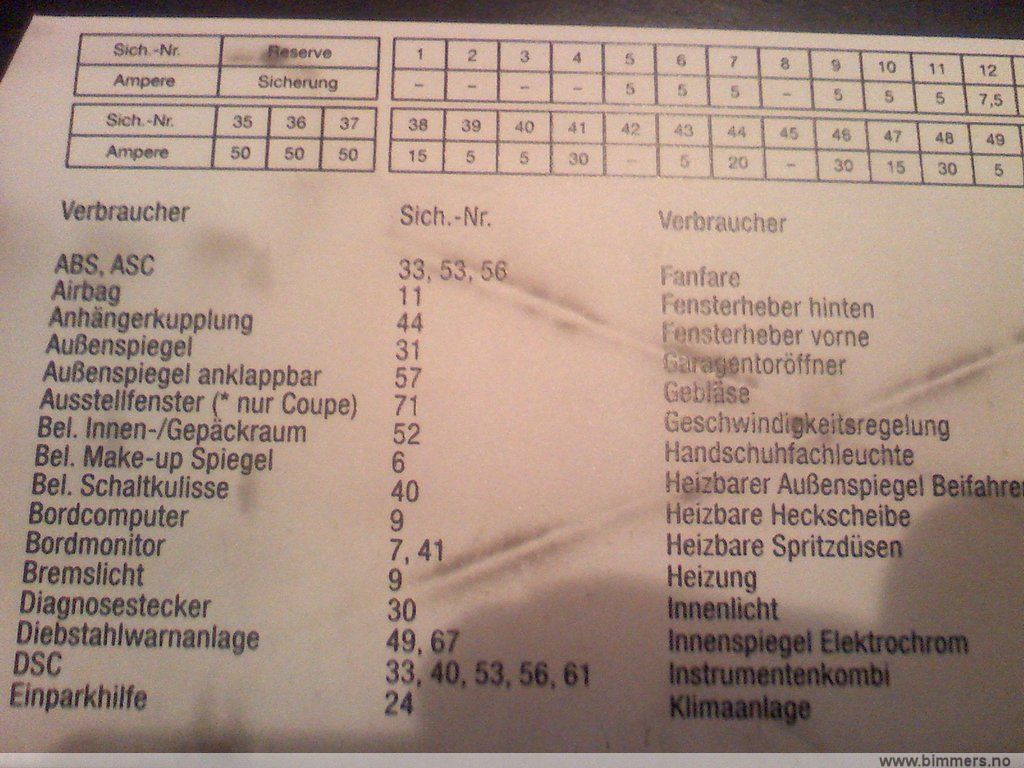 Sich.-Nr. Reserve 1 2 3 4 5 6 7 8 9 10 11 12
Ampere Sicherung – – – – 5 5 5 – 5 5 5 7,5
Sich.-Nr. 35 36 37 38 39 40 41 42 43 44 45 46 47 48 49
Ampere 50 50 50 15 5 5 30 – 5 20 – 30 15 30 5
Verbraucher Sich.-Nr. Verbraucher
ABS, ASC 33, 53, 56 Fanfare
Airbag 11 Fensterheber hinten
Anhängerkupplung 44 Fensterheber vorne
Außenspiegel 31 Garagentoröffner
Außenspiegel anklappbar 57 Gebläse
Ausstellfenster (* nur Coupe) 71 Geschwindigkeitsregelung
Bel. Innen-/Gepäckraum 52 Handschuhfachleuchte
Bel. Make-up Spiegel 6 Heizbarer Außenspiegel Beifahrer
Bel. Schaltkulisse 40 Heizbare Heckscheibe
Bordcomputer 9 Heizbare Spritzdüsen
Bordmonitor 7, 41 Heizung
Bremslicht 9 Innenlicht
Diagnosestecker 30 Innenspiegel Elektrochrom
Diebstahlwarnanlage 49, 67 Instrumentenkombi
DSC 33, 40, 53, 56, 61 Klimaanlage
Einparkhilfe 24
www.bimmers.no